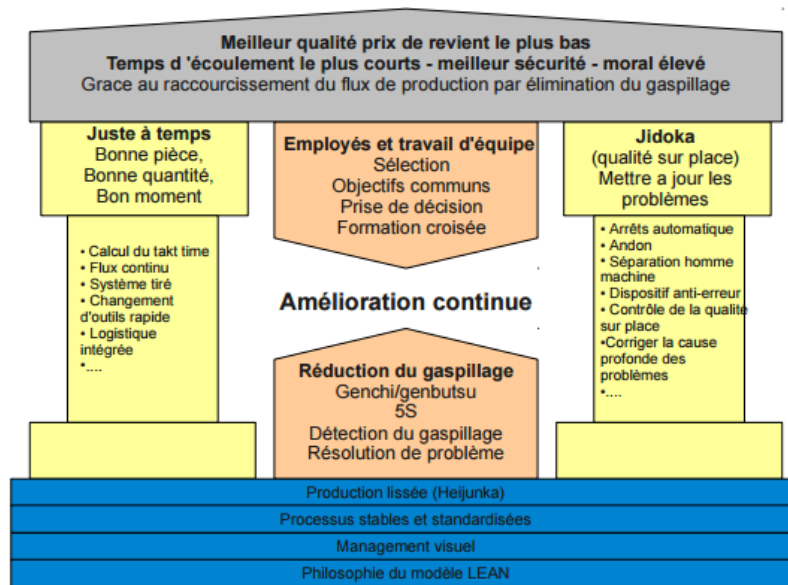 Meilleur qualité prix de revient le plus bas
Temps d 'écoulement le plus courts - meilleur sécurité - moral élevé
Grace au raccourcissement du flux de production par élimination du gaspillage
Juste à temps
Bonne pièce,
Bonne quantité,
Bon moment
• Calcul du takt time
• Flux continu
• Système tiré
• Changement
d'outils rapide
• Logistique
intégrée
•....
Employés et travail d'équipe
Sélection
Objectifs communs
Prise de décision
Formation croisée
Amélioration continue
Réduction du gaspillage
Genchi/genbutsu
5S
Détection du gaspillage
Résolution de problème
Jidoka
(qualité sur place)
Mettre a jour les
problèmes
• Arrêts automatique
• Andon
• Séparation homme
machine
• Dispositif anti-erreur
• Contrôle de la qualité
sur place
•Corriger la cause
profonde des
problèmes
•....
Production lissée (Heijunka)
Processus stables et standardisées
Management visuel
Philosophie du modèle LEAN